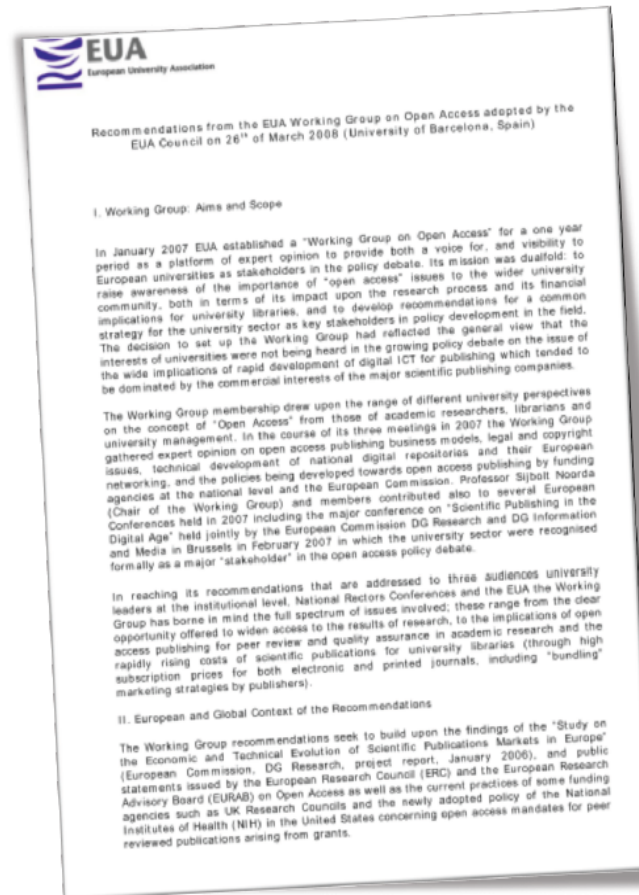 EUA
European University Association
Recommendations from the EUA Working Group on Open Access adopted by the
EUA Council on 26th of March 2008 (University of Barcelona, Spain)
I. Working Group: Aims and Scope
In January 2007 EUA established a "Working Group on Open Access" for a one year
period as a platform of expert opinion to provide both a voice for, and visibility to
European universities as stakeholders in the policy debate. Its mission was dualfold: to
raise awareness of the importance of "open access" issues to the wider university
community, both in terms of its impact upon the research process and its financial
implications for university libraries, and to develop recommendations for a common
strategy for the university sector as key stakeholders in policy development in the field.
The decision to set up the Working Group had reflected the general view that the
interests of universities were not being heard in the growing policy debate on the issue of
the wide implications of rapid development of digital ICT for publishing which tended to
be dominated by the commercial interests of the major scientific publishing companies.
The Working Group membership drew upon the range of different university perspectives
on the concept of "Open Access" from those of academic researchers, librarians and
university management. In the course of its three meetings in 2007 the Working Group
gathered expert opinion on open access publishing business models, legal and copyright
issues, technical development of national digital repositories and their European
networking, and the policies being developed towards open access publishing by funding
agencies at the national level and the European Commission. Professor Sijbolt Noorda
(Chair of the Working Group) and members contributed also to several European
Conferences held in 2007 including the major conference on "Scientific Publishing in the
Digital Age" held jointly by the European Commission DG Research and DG Information
and Media in Brussels in February 2007 in which the university sector were recognised
formally as a major "stakeholder" in the open access policy debate.
In reaching its recommendations that are addressed to three audiences university
leaders at the institutional level, National Rectors Conferences and the EUA the Working
Group has borne in mind the full spectrum of issues involved; these range from the clear
opportunity offered to widen access to the results of research, to the implications of open
access publishing for peer review and quality assurance in academic research and the
rapidly rising costs of scientific publications for university libraries (through high
subscription prices for both electronic and printed journals, including "bundling"
marketing strategies by publishers).
II. European and Global Context of the Recommendations
The Working Group recommendations seek to build upon the findings of the "Study on
the Economic and Technical Evolution of Scientific Publications Markets in Europe"
(European Commission, DG Research, project report, January 2006), and public
statements issued by the European Research Council (ERC) and the European Research
Advisory Board (EURAB) on Open Access as well as the current practices of some funding
agencies such as UK Research Councils and the newly adopted policy of the National
Institutes of Health (NIH) in the United States concerning open access mandates for peer
reviewed publications arising from grants.